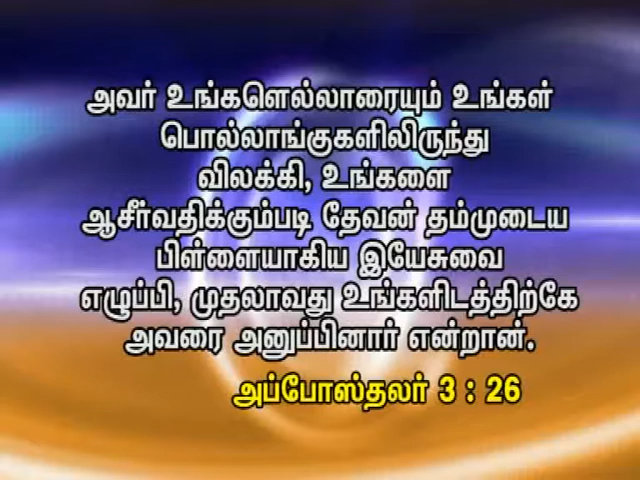 அவர் உங்களெல்லாரையும் உங்கள்
பொல்லாங்குகளிலிருந்து
விலக்கி, உங்களை
ஆசீர்வதிக்கும்படி தேவன் தம்முடைய
பிள்ளையாகிய இயேசுவை
எழுப்பி, முதலாவது உங்களிடத்திற்கே
அவரை அனுப்பினார் என்றான்.
அப்போஸ்தலர் 3 : 26